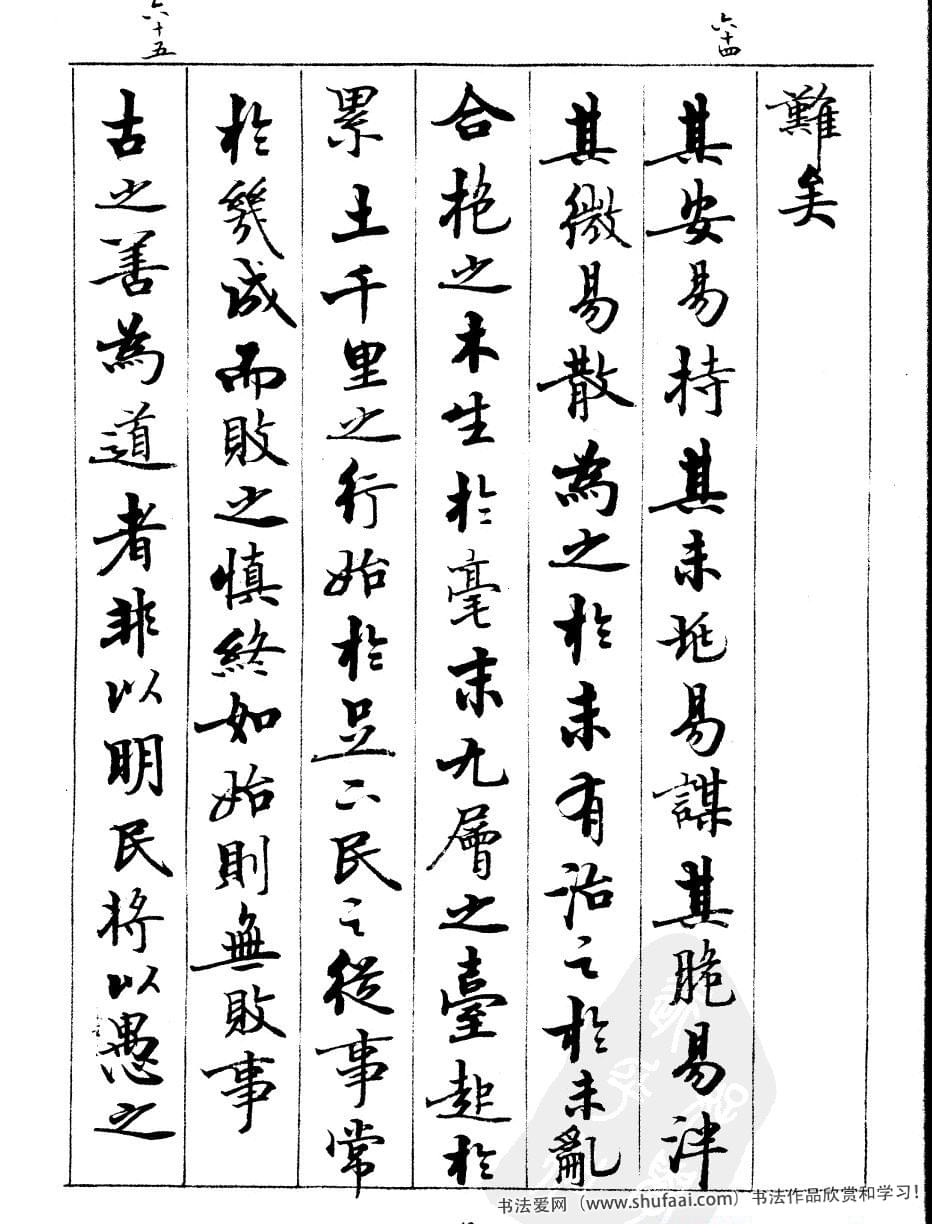 六十四
難矣
其安易持其未兆易謀其脆易泮
其微易散為之於未有治之於未亂
合抱之木生於毫末九層之臺起於
累土千里之行始於足下民之從事常
於幾誠而敗之慎終如始則無敗事
六十五
古之善為道者非以明民將以愚之
书法爱网（www.shufaai.com）书法作品欣赏和学习！